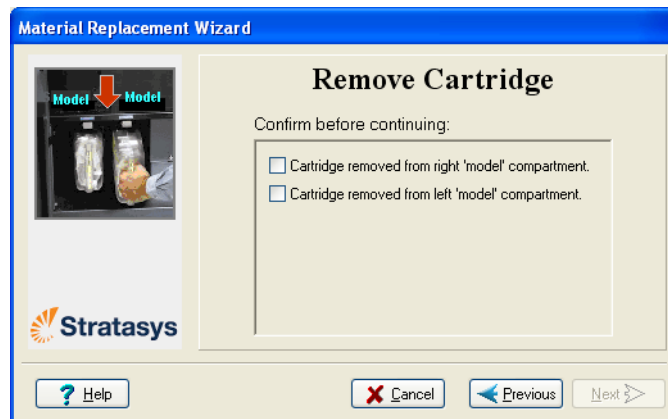 Material Replacement Wizard
Model Model
Remove Cartridge
Confirm before continuing:
Cartridge removed from right 'model' compartment.
Cartridge removed from left 'model' compartment.
Stratasys
? Help
Cancel
Previous
Next